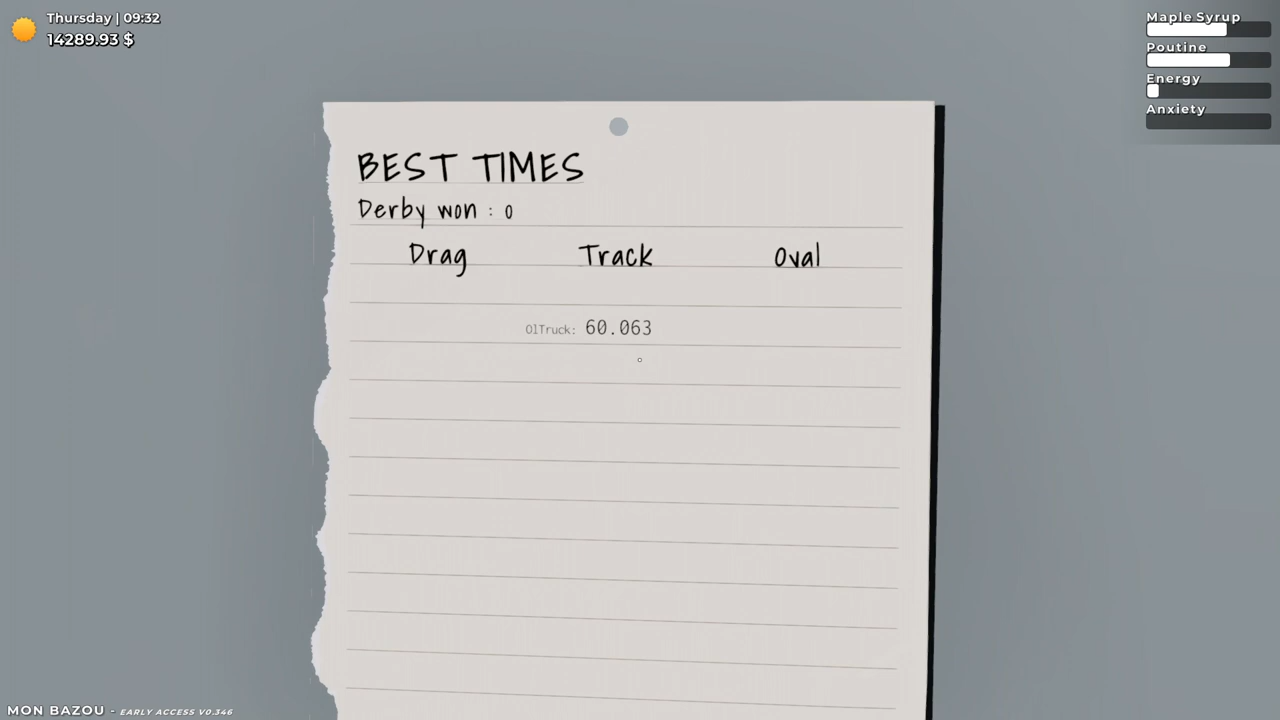 Thursday | 09:32
14289.93 $
Maple Syrup
Poutine
Energy
Anxiety
BEST TIMES
Derby won : 0
Drag Track Oval
OlTruck: 60.063
MON BAZOU - EARLY ACCESS V0.346